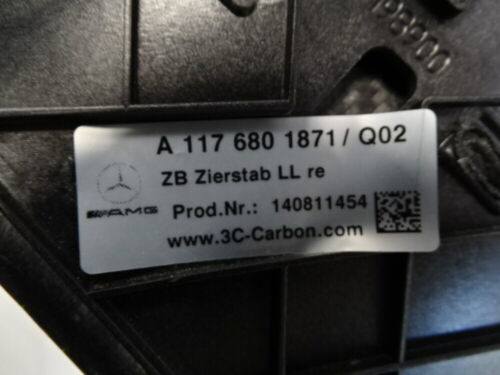 A 117 680 1871 / Q02
ZB Zierstab LL re
AMG Prod.Nr.: 140811454
www.3C-Carbon.com